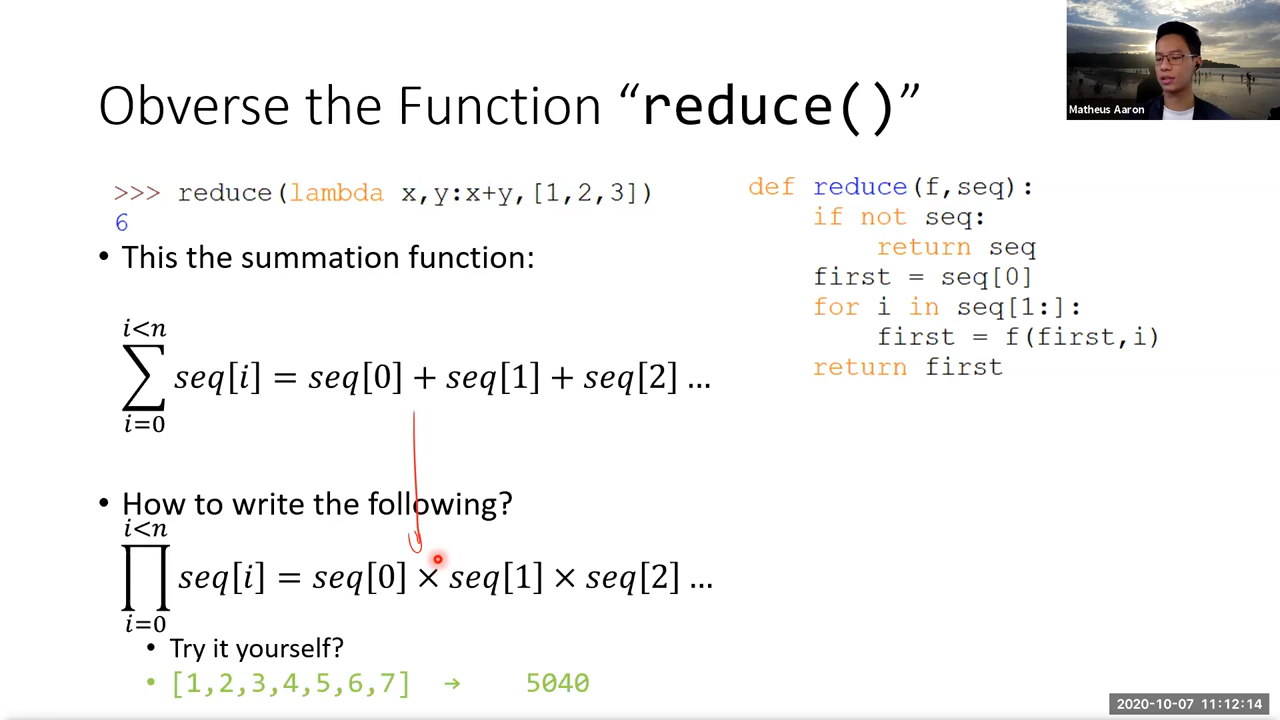 Obverse the Function “reduce()”
Matheus Aaron
>>> reduce(lambda x,y:x+y,[1,2,3])
6
• This the summation function:
i<n
∑ seq[i] = seq[0] + seq[1] + seq[2] …
i=0
• How to write the following?
i<n
∏ seq[i] = seq[0] × seq[1] × seq[2] …
i=0
• Try it yourself?
• [1,2,3,4,5,6,7] → 5040
def reduce(f,seq):
    if not seq:
        return seq
    first = seq[0]
    for i in seq[1:]:
        first = f(first,i)
    return first
2020-10-07 11:12:14